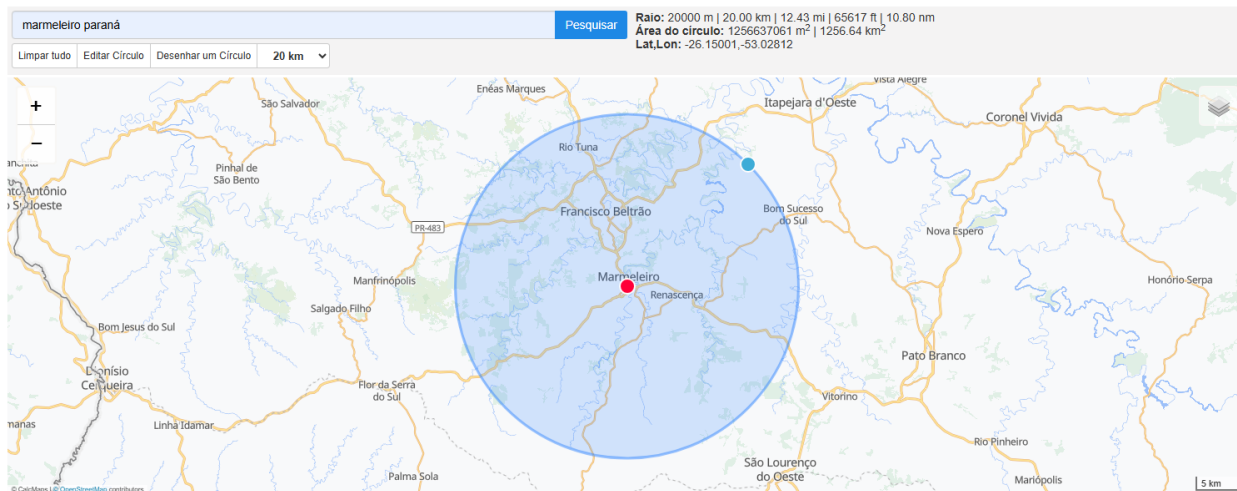 marmeleiro paraná
Pesquisar
Raio: 20000 m | 20.00 km | 12.43 mi | 65617 ft | 10.80 nm
Área do círculo: 1256637061 m² | 1256.64 km²
Lat,Lon: -26.15001,-53.02812
Limpar tudo
Editar Círculo
Desenhar um Círculo
20 km
+
−
Enéas Marques
Vista Alegre
São Salvador
Itapejara d'Oeste
Coronel Vivida
Rio Tuna
Pinhal de
São Bento
Antônio
Francisco Beltrão
Bom Sucesso
do Sul
PR-483
Nova Espero
Manfrinópolis
Marmeleiro
Renascença
Honório Serpa
Salgado Filho
Bom Jesus do Sul
Pato Branco
Flor da Serra
do Sul
Vitorino
Linha Idamar
manas
Rio Pinheiro
São Lourenço
do Oeste
Palma Sola
Mariópolis
© CalcMaps | © OpenStreetMap contributors
5 km